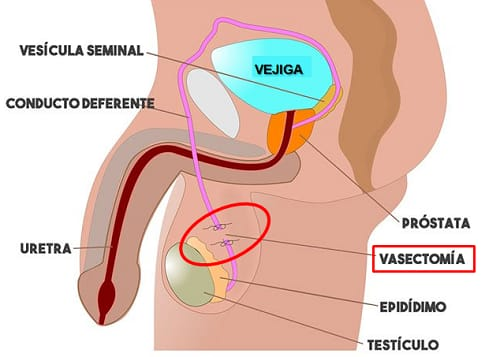 VESÍCULA SEMINAL
VEJIGA
CONDUCTO DEFERENTE
PRÓSTATA
URETRA
VASECTOMÍA
EPIDÍDIMO
TESTÍCULO